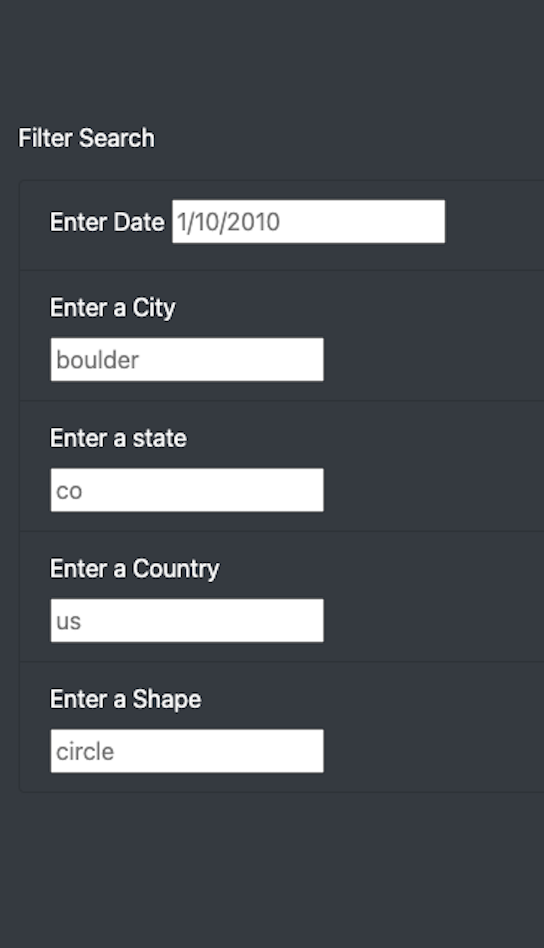 Filter Search
Enter Date 1/10/2010
Enter a City
boulder
Enter a state
co
Enter a Country
us
Enter a Shape
circle